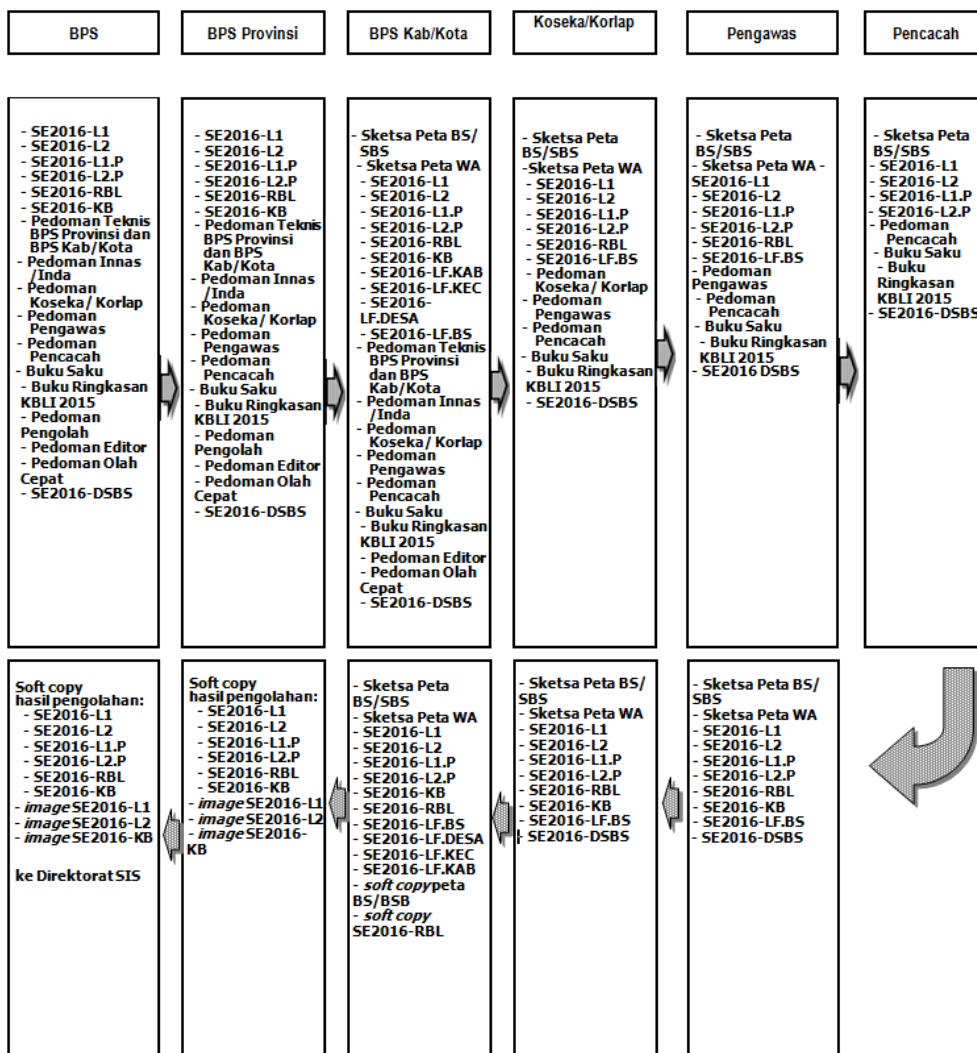 BPS
BPS Provinsi
BPS Kab/Kota
Koseka/Korlap
Pengawas
Pencacah
- SE2016-L1
- SE2016-L2
- SE2016-L1.P
- SE2016-L2.P
- SE2016-RBL
- SE2016-KB
- Pedoman Teknis
BPS Provinsi dan
BPS Kab/Kota
- Pedoman Innas
/Inda
- Pedoman
Koseka/ Korlap
- Pedoman
Pengawas
- Pedoman
Pencacah
- Buku Saku
- Buku Ringkasan
KBLI 2015
- Pedoman
Pengolah
- Pedoman Editor
- Pedoman Olah
Cepat
- SE2016-DSBS
- SE2016-L1
- SE2016-L2
- SE2016-L1.P
- SE2016-L2.P
- SE2016-RBL
- SE2016-KB
- Pedoman Teknis
BPS Provinsi
dan BPS
Kab/Kota
- Pedoman Innas
/Inda
- Pedoman
Koseka/ Korlap
- Pedoman
Pengawas
- Pedoman
Pencacah
- Buku Saku
- Buku Ringkasan
KBLI 2015
- Pedoman
Pengolah
- Pedoman Editor
- Pedoman Olah
Cepat
- SE2016-DSBS
- Sketsa Peta BS/
SBS
- Sketsa Peta WA
- SE2016-L1
- SE2016-L2
- SE2016-L1.P
- SE2016-L2.P
- SE2016-RBL
- SE2016-KB
- SE2016-LF.KAB
- SE2016-LF.KEC
- SE2016-
LF.DESA
- SE2016-LF.BS
- Pedoman Teknis
BPS Provinsi
dan BPS
Kab/Kota
- Pedoman Innas
/Inda
- Pedoman
Koseka/ Korlap
- Pedoman
Pengawas
- Pedoman
Pencacah
- Buku Saku
- Buku Ringkasan
KBLI 2015
- Pedoman Editor
- Pedoman Olah
Cepat
- SE2016-DSBS
- Sketsa Peta
BS/SBS
-Sketsa Peta WA
- SE2016-L1
- SE2016-L2
- SE2016-L1.P
- SE2016-L2.P
- SE2016-RBL
- SE2016-LF.BS
- Pedoman
Koseka/ Korlap
- Pedoman
Pengawas
- Pedoman
Pencacah
- Buku Saku
- Buku Ringkasan
KBLI 2015
- SE2016-DSBS
- Sketsa Peta
BS/SBS
- Sketsa Peta WA -
SE2016-L1
- SE2016-L2
- SE2016-L1.P
- SE2016-L2.P
- SE2016-RBL
- SE2016-LF.BS
- Pedoman
Pengawas
- Pedoman
Pencacah
- Buku Saku
- Buku Ringkasan
KBLI 2015
- SE2016 DSBS
- Sketsa Peta
BS/SBS
- SE2016-L1
- SE2016-L2
- SE2016-L1.P
- SE2016-L2.P
- Pedoman
Pencacah
- Buku Saku
- Buku
Ringkasan
KBLI 2015
- SE2016-DSBS
Soft copy
hasil pengolahan:
- SE2016-L1
- SE2016-L2
- SE2016-L1.P
- SE2016-L2.P
- SE2016-RBL
- SE2016-KB
- image SE2016-L1
- image SE2016-L2
- image SE2016-KB
ke Direktorat SIS
Soft copy
hasil pengolahan:
- SE2016-L1
- SE2016-L2
- SE2016-L1.P
- SE2016-L2.P
- SE2016-RBL
- SE2016-KB
- image SE2016-L1
- image SE2016-L2
- image SE2016-
KB
- Sketsa Peta
BS/SBS
- Sketsa Peta WA
- SE2016-L1
- SE2016-L2
- SE2016-L1.P
- SE2016-L2.P
- SE2016-KB
- SE2016-RBL
- SE2016-LF.BS
- SE2016-LF.DESA
- SE2016-LF.KEC
- SE2016-LF.KAB
- soft copy peta
BS/BSB
- soft copy
SE2016-RBL
- Sketsa Peta BS/
SBS
- Sketsa Peta WA
- SE2016-L1
- SE2016-L2
- SE2016-L1.P
- SE2016-L2.P
- SE2016-RBL
- SE2016-KB
- SE2016-LF.BS
- SE2016-DSBS
- Sketsa Peta BS/
SBS
- Sketsa Peta WA
- SE2016-L1
- SE2016-L2
- SE2016-L1.P
- SE2016-L2.P
- SE2016-RBL
- SE2016-KB
- SE2016-LF.BS
- SE2016-DSBS